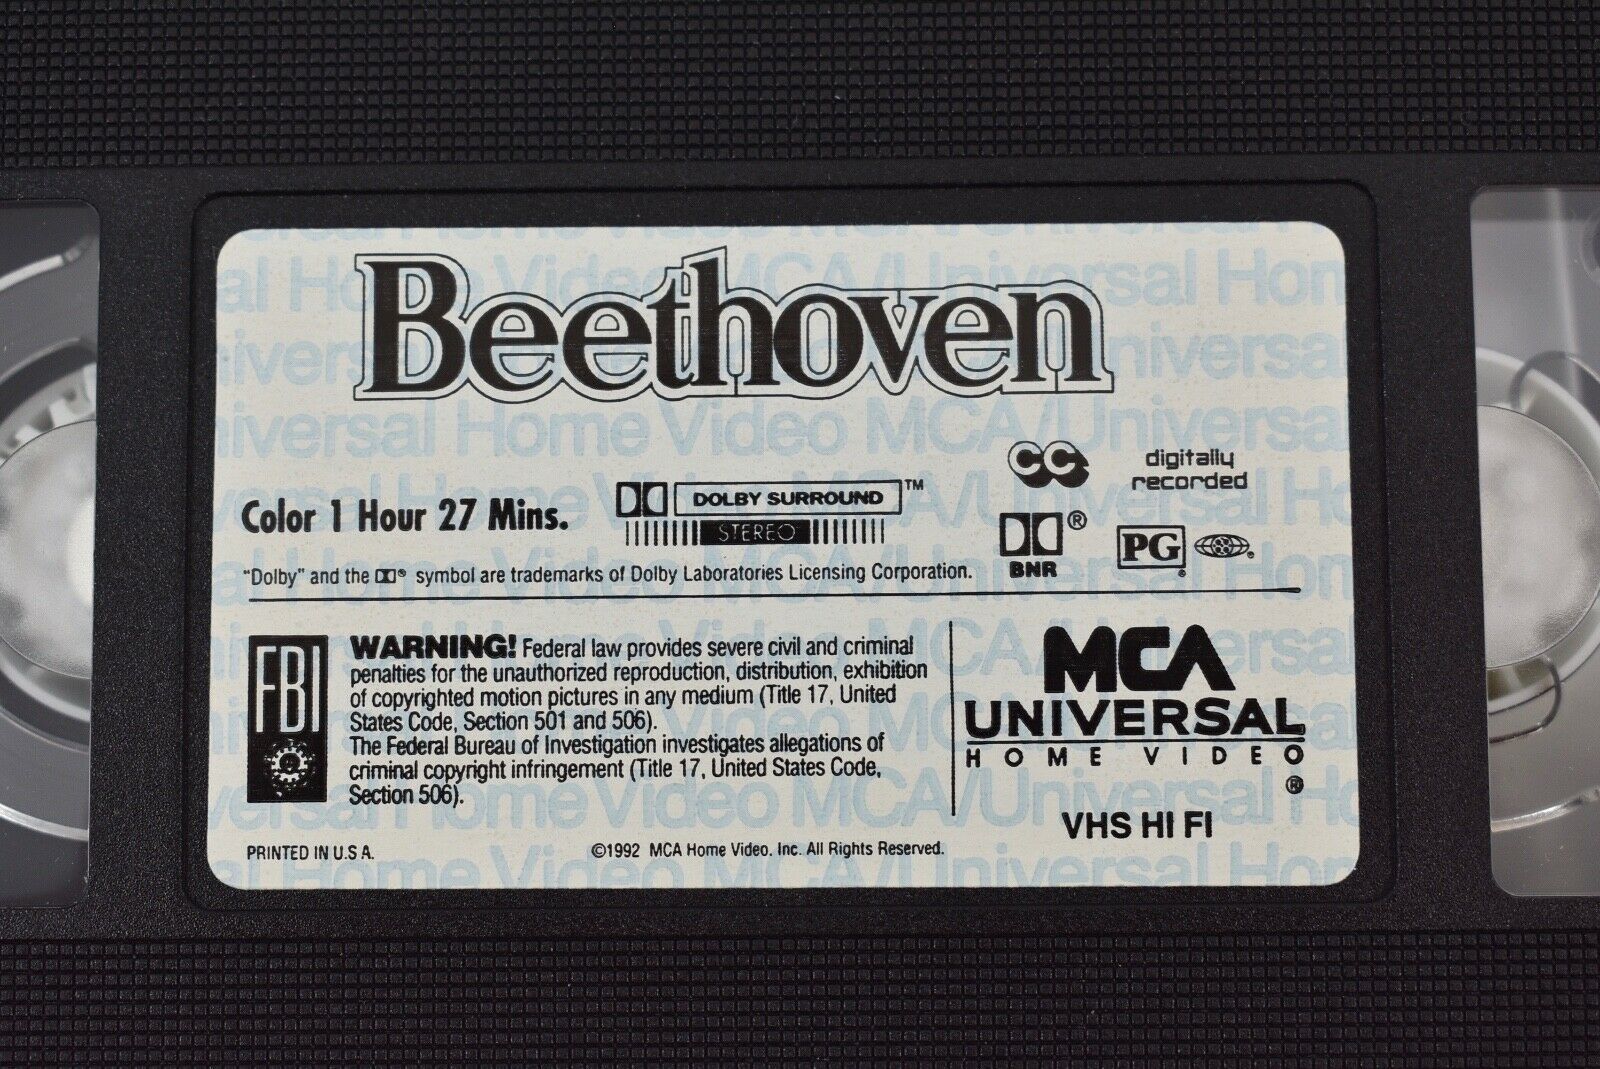 Beethoven
Color 1 Hour 27 Mins.
DOLBY SURROUND™
STEREO
CC
digitally
recorded
®
BNR
PG
®
"Dolby" and the ® symbol are trademarks of Dolby Laboratories Licensing Corporation.
FBI
WARNING! Federal law provides severe civil and criminal
penalties for the unauthorized reproduction, distribution, exhibition
of copyrighted motion pictures in any medium (Title 17, United
States Code, Section 501 and 506).
The Federal Bureau of Investigation investigates allegations of
criminal copyright infringement (Title 17, United States Code,
Section 506).
MCA
UNIVERSAL
HOME VIDEO
®
VHS HI FI
PRINTED IN U.S.A.
©1992 MCA Home Video, Inc. All Rights Reserved.